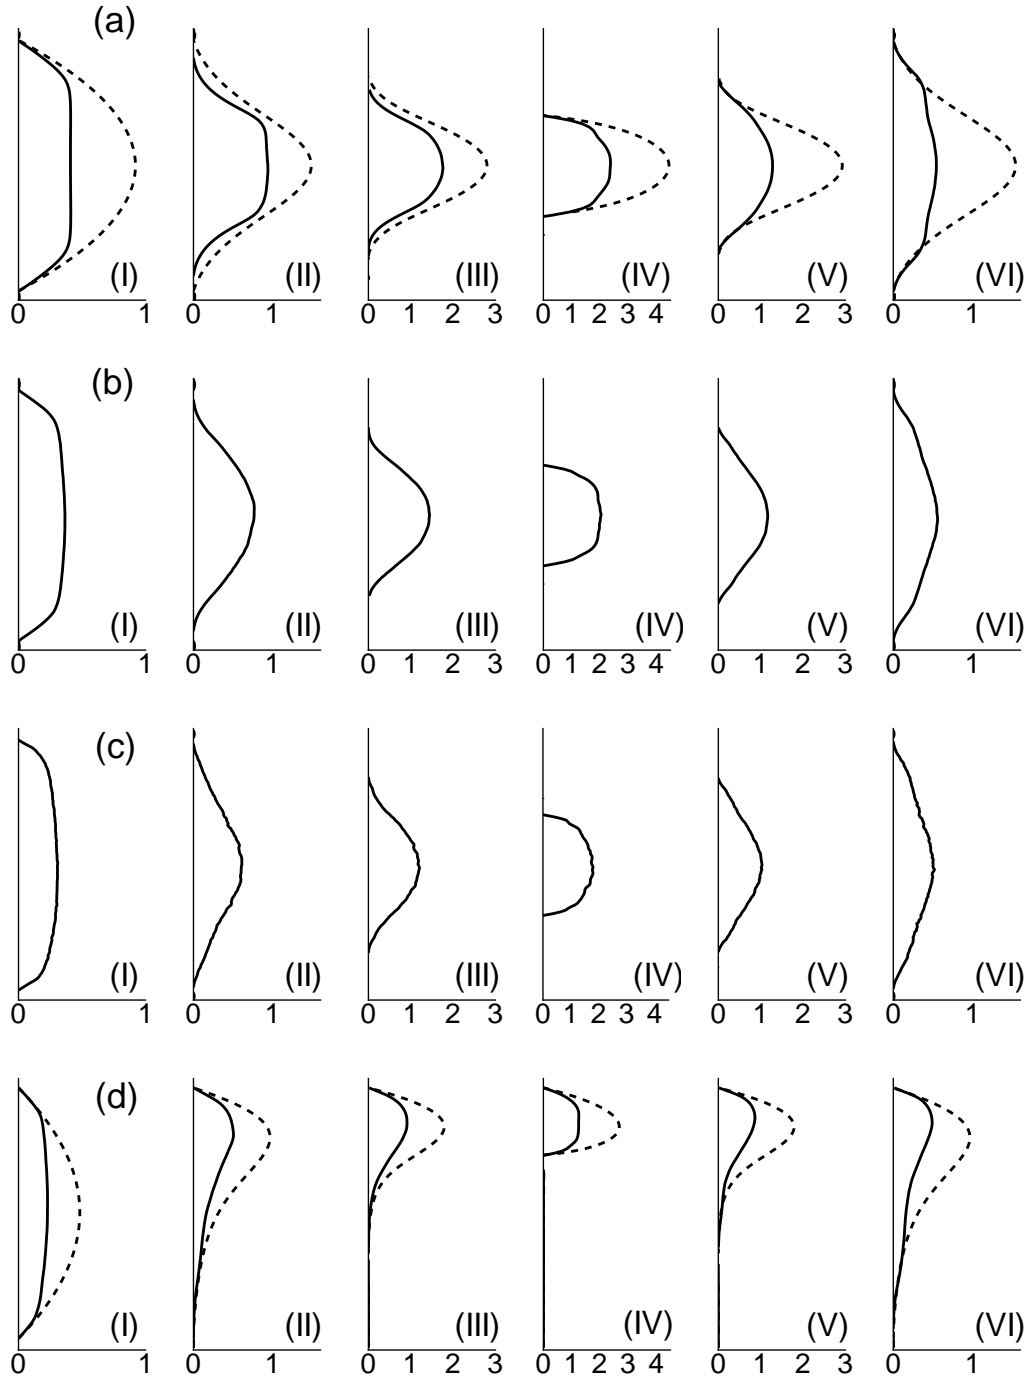 (a)
(I) (II) (III) (IV) (V) (VI)
0 1 0 1 0 1 2 3 0 1 2 3 4 0 1 2 3 0 1
(b)
(I) (II) (III) (IV) (V) (VI)
0 1 0 1 0 1 2 3 0 1 2 3 4 0 1 2 3 0 1
(c)
(I) (II) (III) (IV) (V) (VI)
0 1 0 1 0 1 2 3 0 1 2 3 4 0 1 2 3 0 1
(d)
(I) (II) (III) (IV) (V) (VI)
0 1 0 1 0 1 2 3 0 1 2 3 4 0 1 2 3 0 1